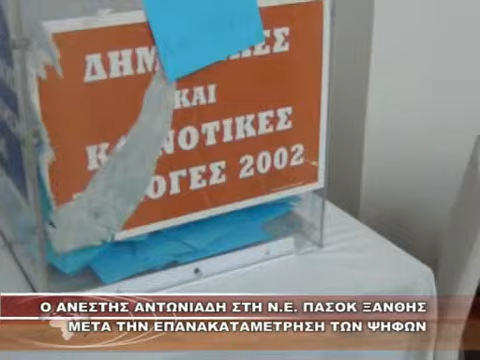 ΚΑΙ
2002
Ο ΑΝΕΣΤΗΣ ΑΝΤΩΝΙΑΔΗ ΣΤΗ Ν.Ε. ΠΑΣΟΚ ΞΑΝΘΗΣ
ΜΕΤΑ ΤΗΝ ΕΠΑΝΑΚΑΤΑΜΕΤΡΗΣΗ ΤΩΝ ΨΗΦΩΝ